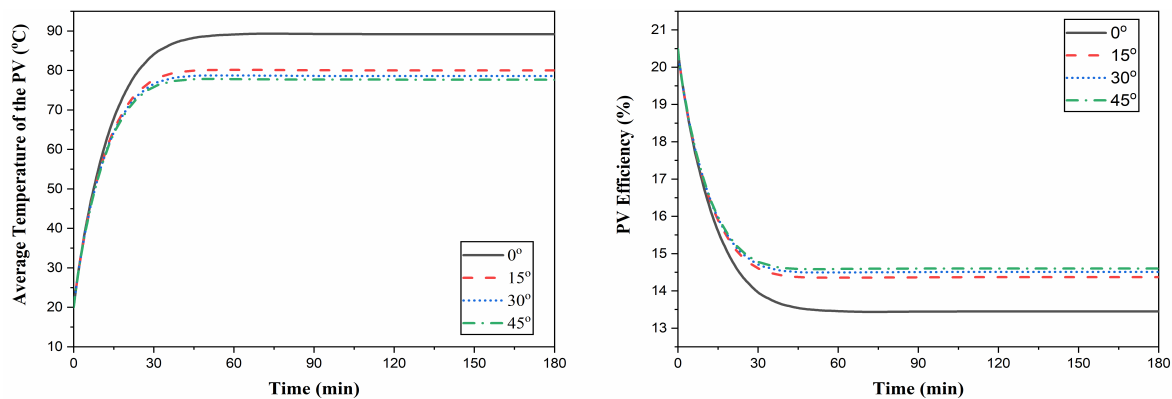 Average Temperature of the PV (ºC)
90
80
70
60
50
40
30
20
10
0
30
60
90
120
150
180
Time (min)
0º
15º
30º
45º
PV Efficiency (%)
21
20
19
18
17
16
15
14
13
0
30
60
90
120
150
180
Time (min)
0º
15º
30º
45º